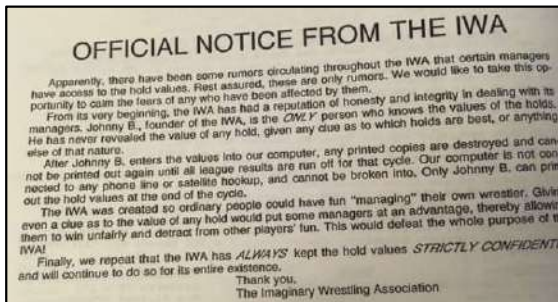 OFFICIAL NOTICE FROM THE IWA
Apparently, there have been some rumors circulating throughout the IWA that certain managers
have access to the hold values. Rest assured, these are only rumors. We would like to take this op-
portunity to calm the fears of any who have been affected by them.
From its very beginning, the IWA has had a reputation of honesty and integrity in dealing with its
managers. Johnny B., founder of the IWA, is the ONLY person who knows the values of the holds.
He has never revealed the value of any hold, given any clue as to which holds are best, or anything
else of that nature.
After Johnny B. enters the values into our computer, any printed copies are destroyed and can-
not be printed out again until all league results are run off for that cycle. Our computer is not con-
nected to any phone line or satellite hookup, and cannot be broken into. Only Johnny B. can prin
out the hold values at the end of the cycle.
The IWA was created so ordinary people could have fun "managing" their own wrestler. Givin
even a clue as to the value of any hold would put some managers at an advantage, thereby allowin
them to win unfairly and detract from other players' fun. This would defeat the whole purpose of t
IWA!
Finally, we repeat that the IWA has ALWAYS kept the hold values STRICTLY CONFIDENT
and will continue to do so for its entire existence.
Thank you,
The Imaginary Wrestling Association